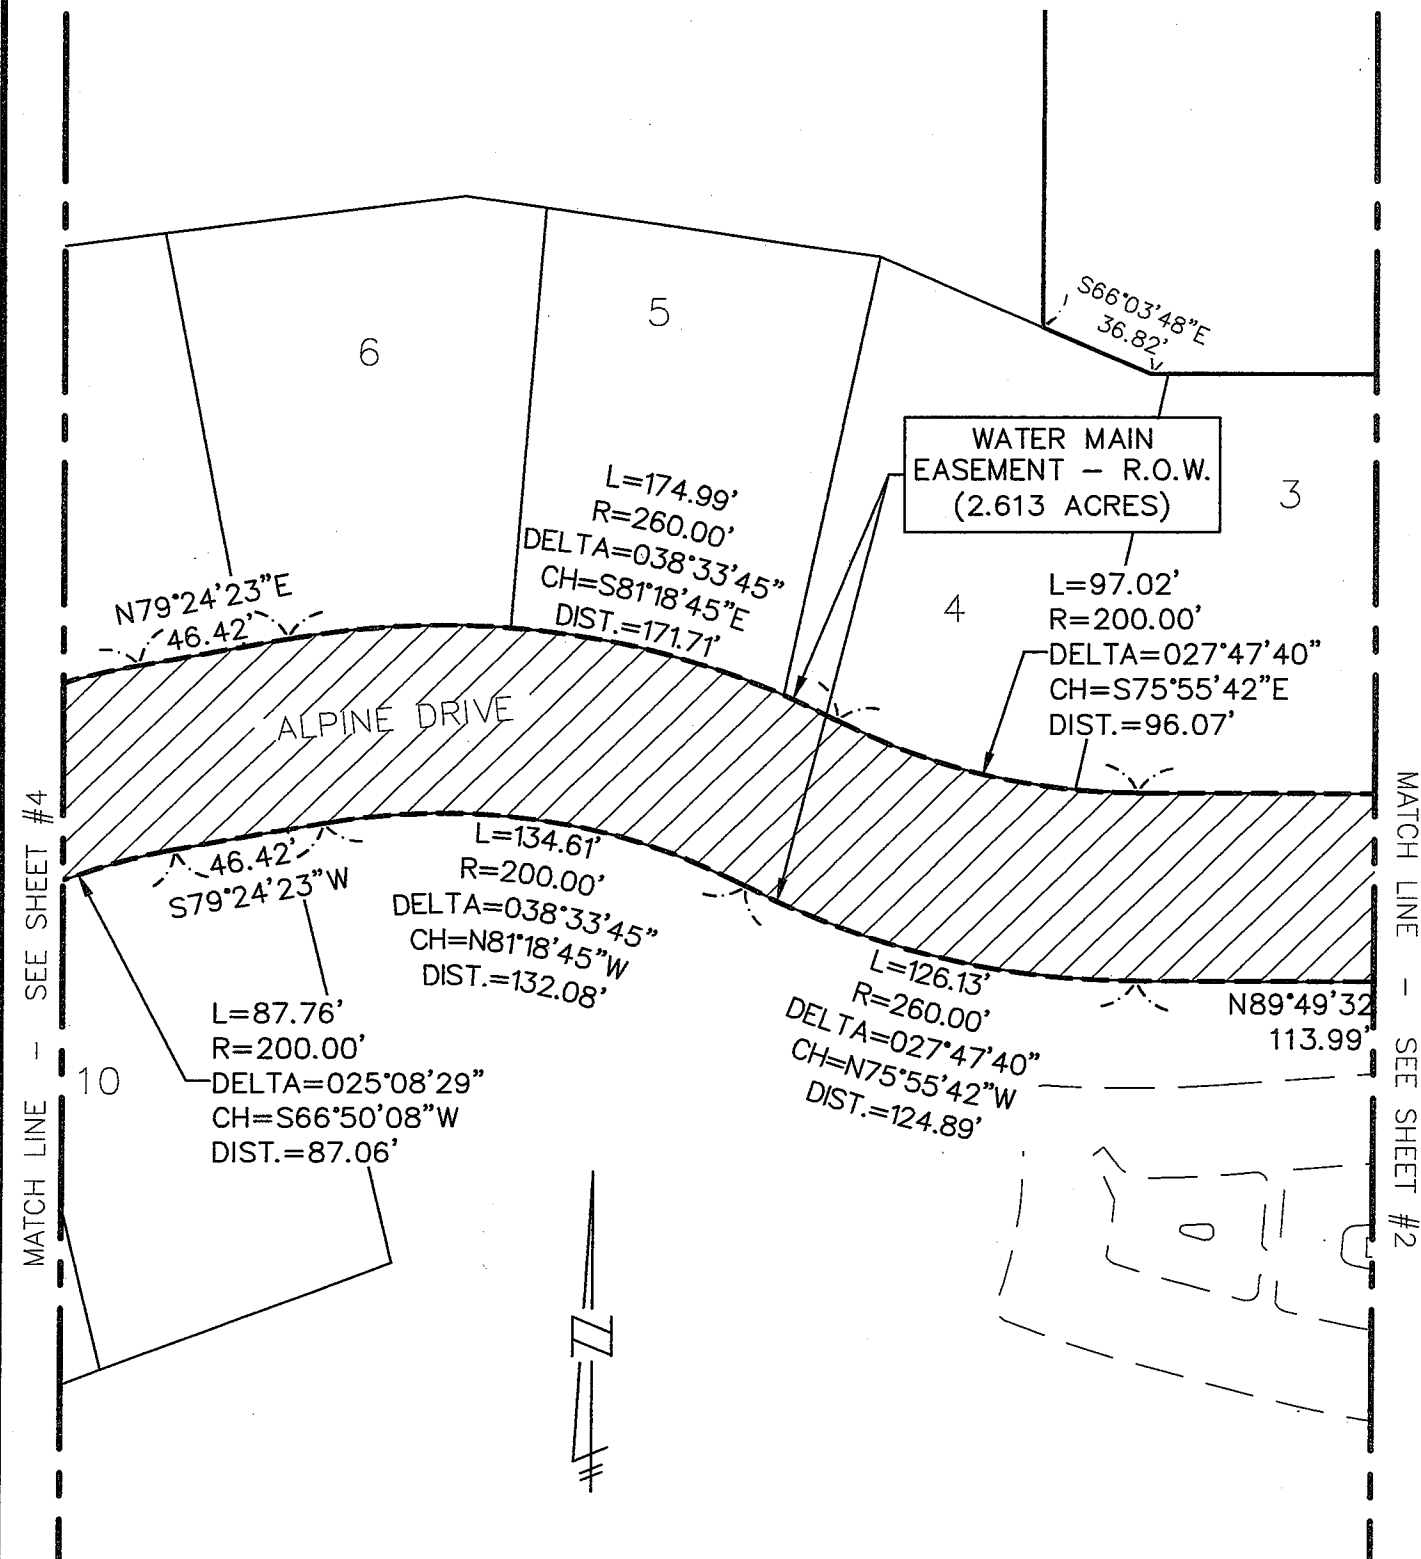 S66°03'48"E
36.82'
5
6
WATER MAIN
EASEMENT - R.O.W.
(2.613 ACRES)
3
L=174.99'
R=260.00'
DELTA=038°33'45"
CH=S81°18'45"E
DIST.=171.71'
4
L=97.02'
R=200.00'
DELTA=027°47'40"
CH=S75°55'42"E
DIST.=96.07'
N79°24'23"E
46.42'
ALPINE DRIVE
46.42'
S79°24'23"W
L=134.61'
R=200.00'
DELTA=038°33'45"
CH=N81°18'45"W
DIST.=132.08'
L=126.13'
R=260.00'
DELTA=027°47'40"
CH=N75°55'42"W
DIST.=124.89'
N89°49'32
113.99'
10
L=87.76'
R=200.00'
DELTA=025°08'29"
CH=S66°50'08"W
DIST.=87.06'
MATCH LINE - SEE SHEET #4
MATCH LINE - SEE SHEET #2
N